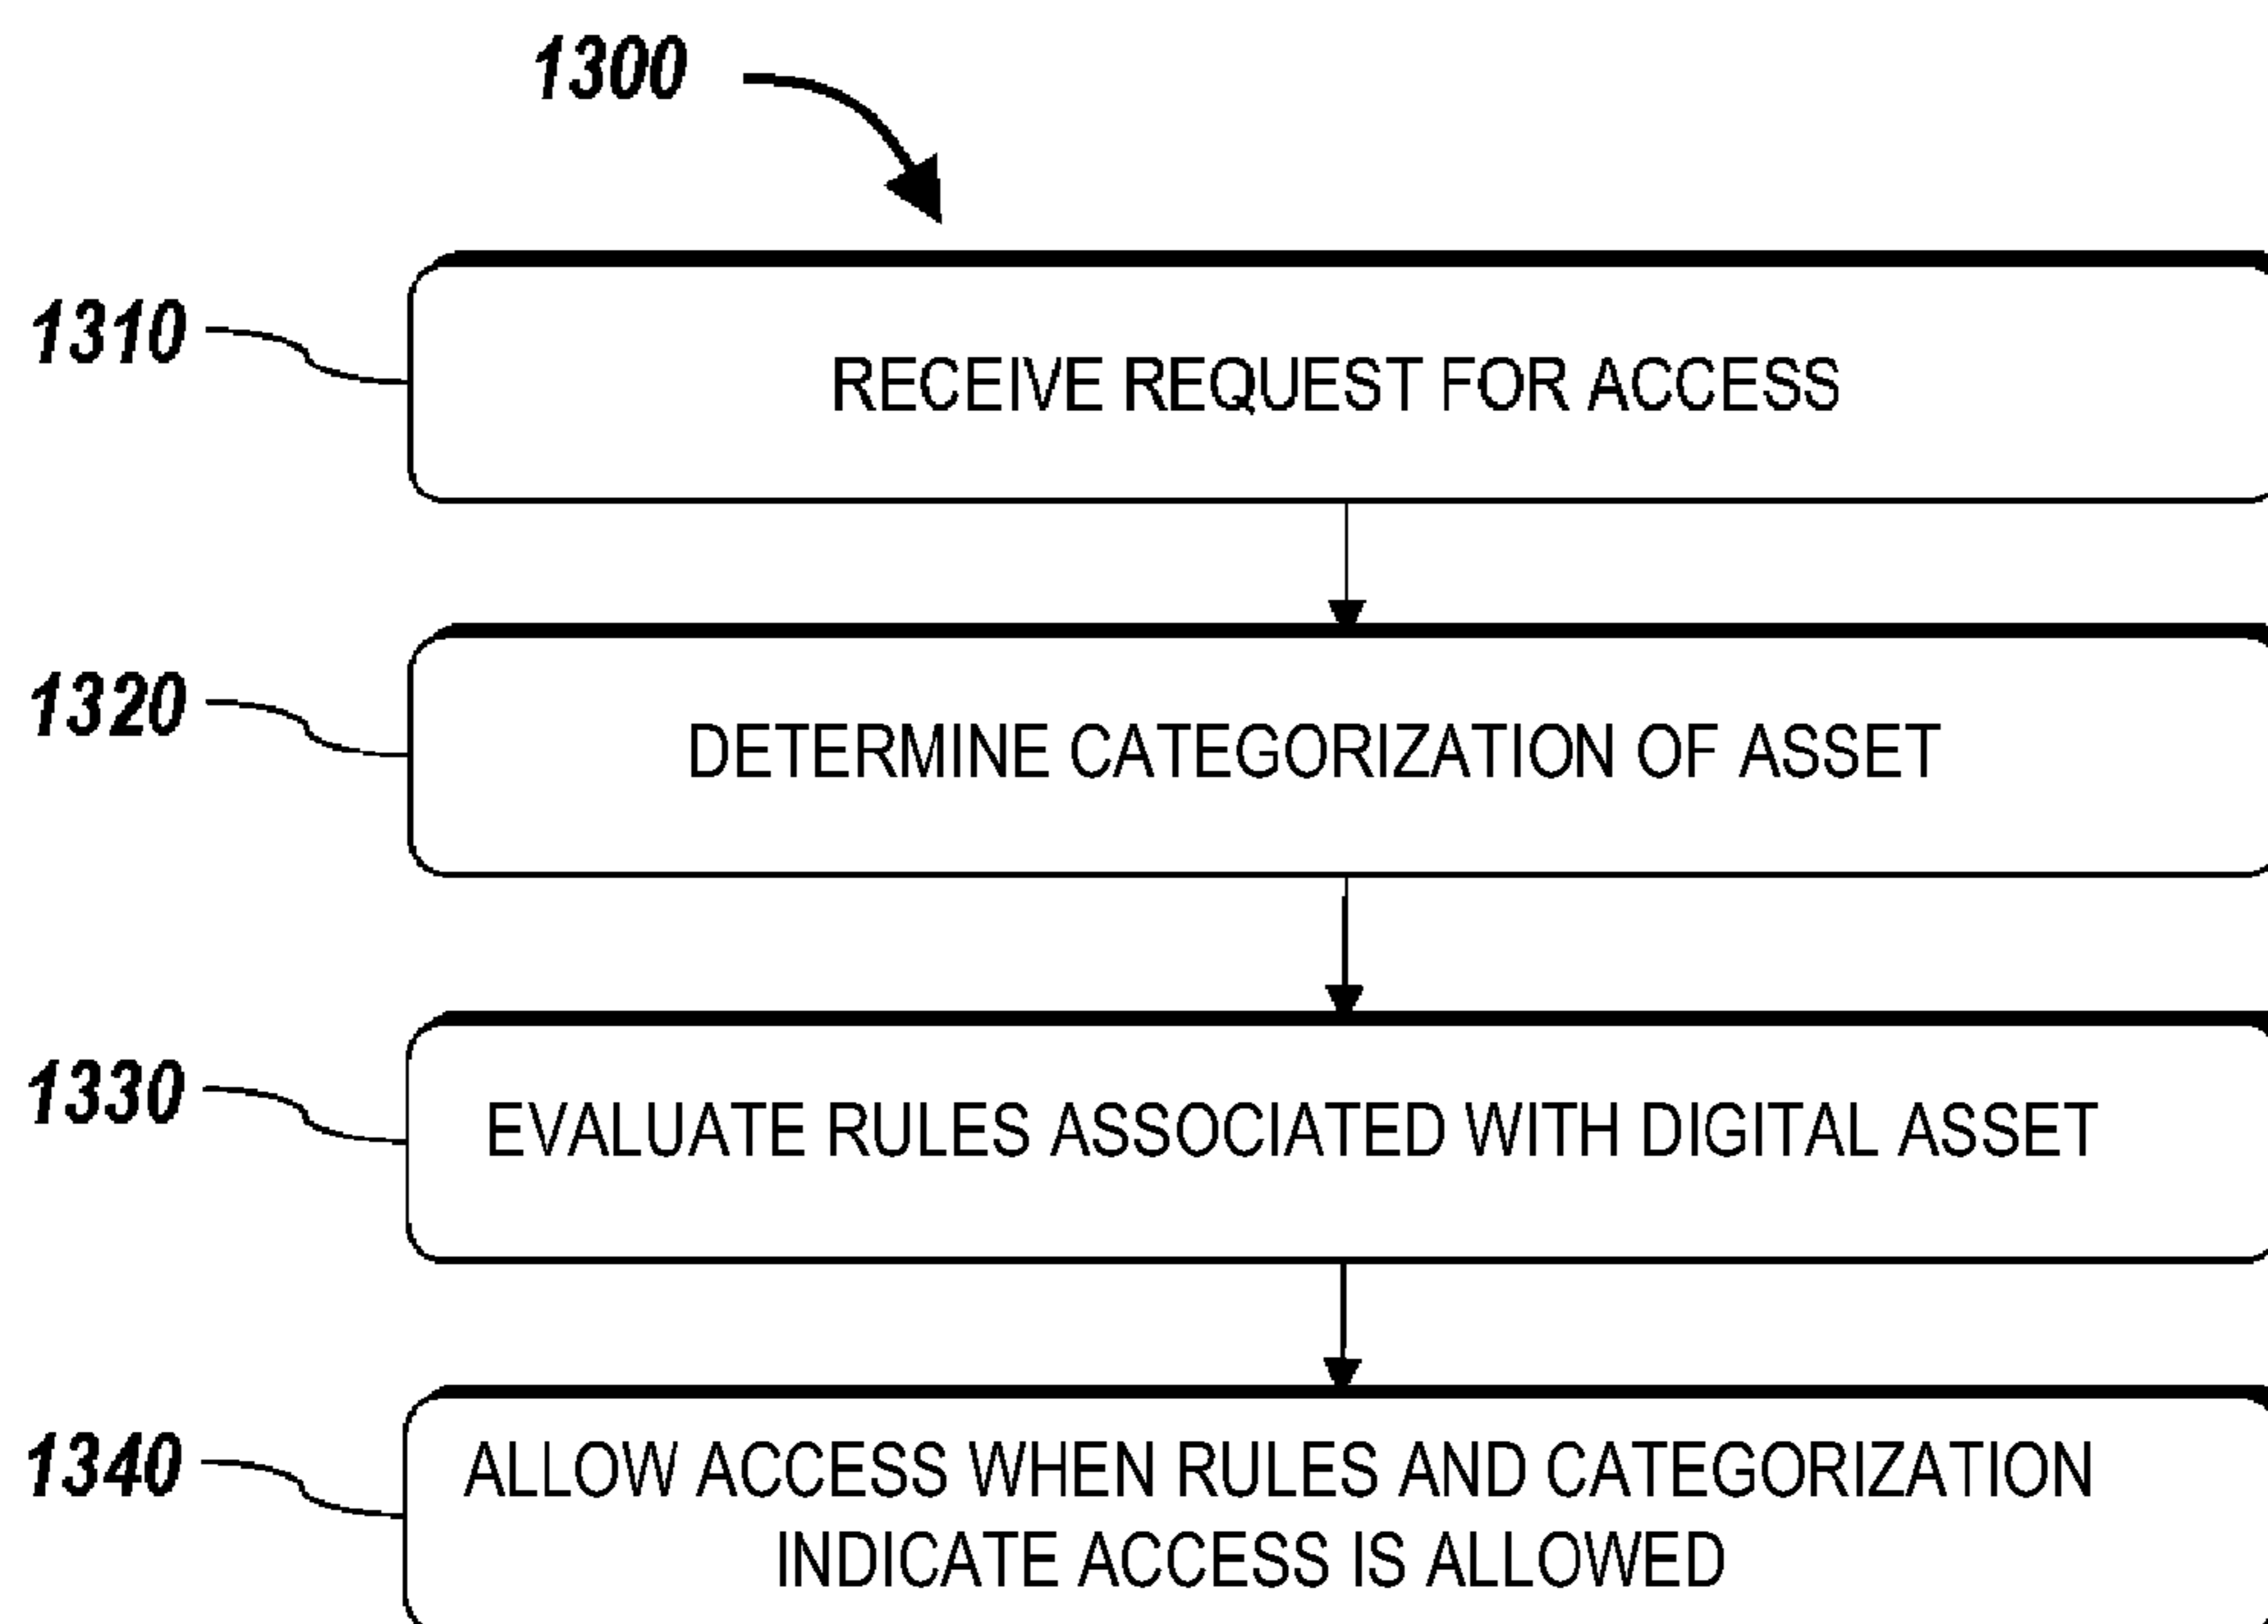 1300
1310
RECEIVE REQUEST FOR ACCESS
1320
DETERMINE CATEGORIZATION OF ASSET
1330
EVALUATE RULES ASSOCIATED WITH DIGITAL ASSET
1340
ALLOW ACCESS WHEN RULES AND CATEGORIZATION
INDICATE ACCESS IS ALLOWED